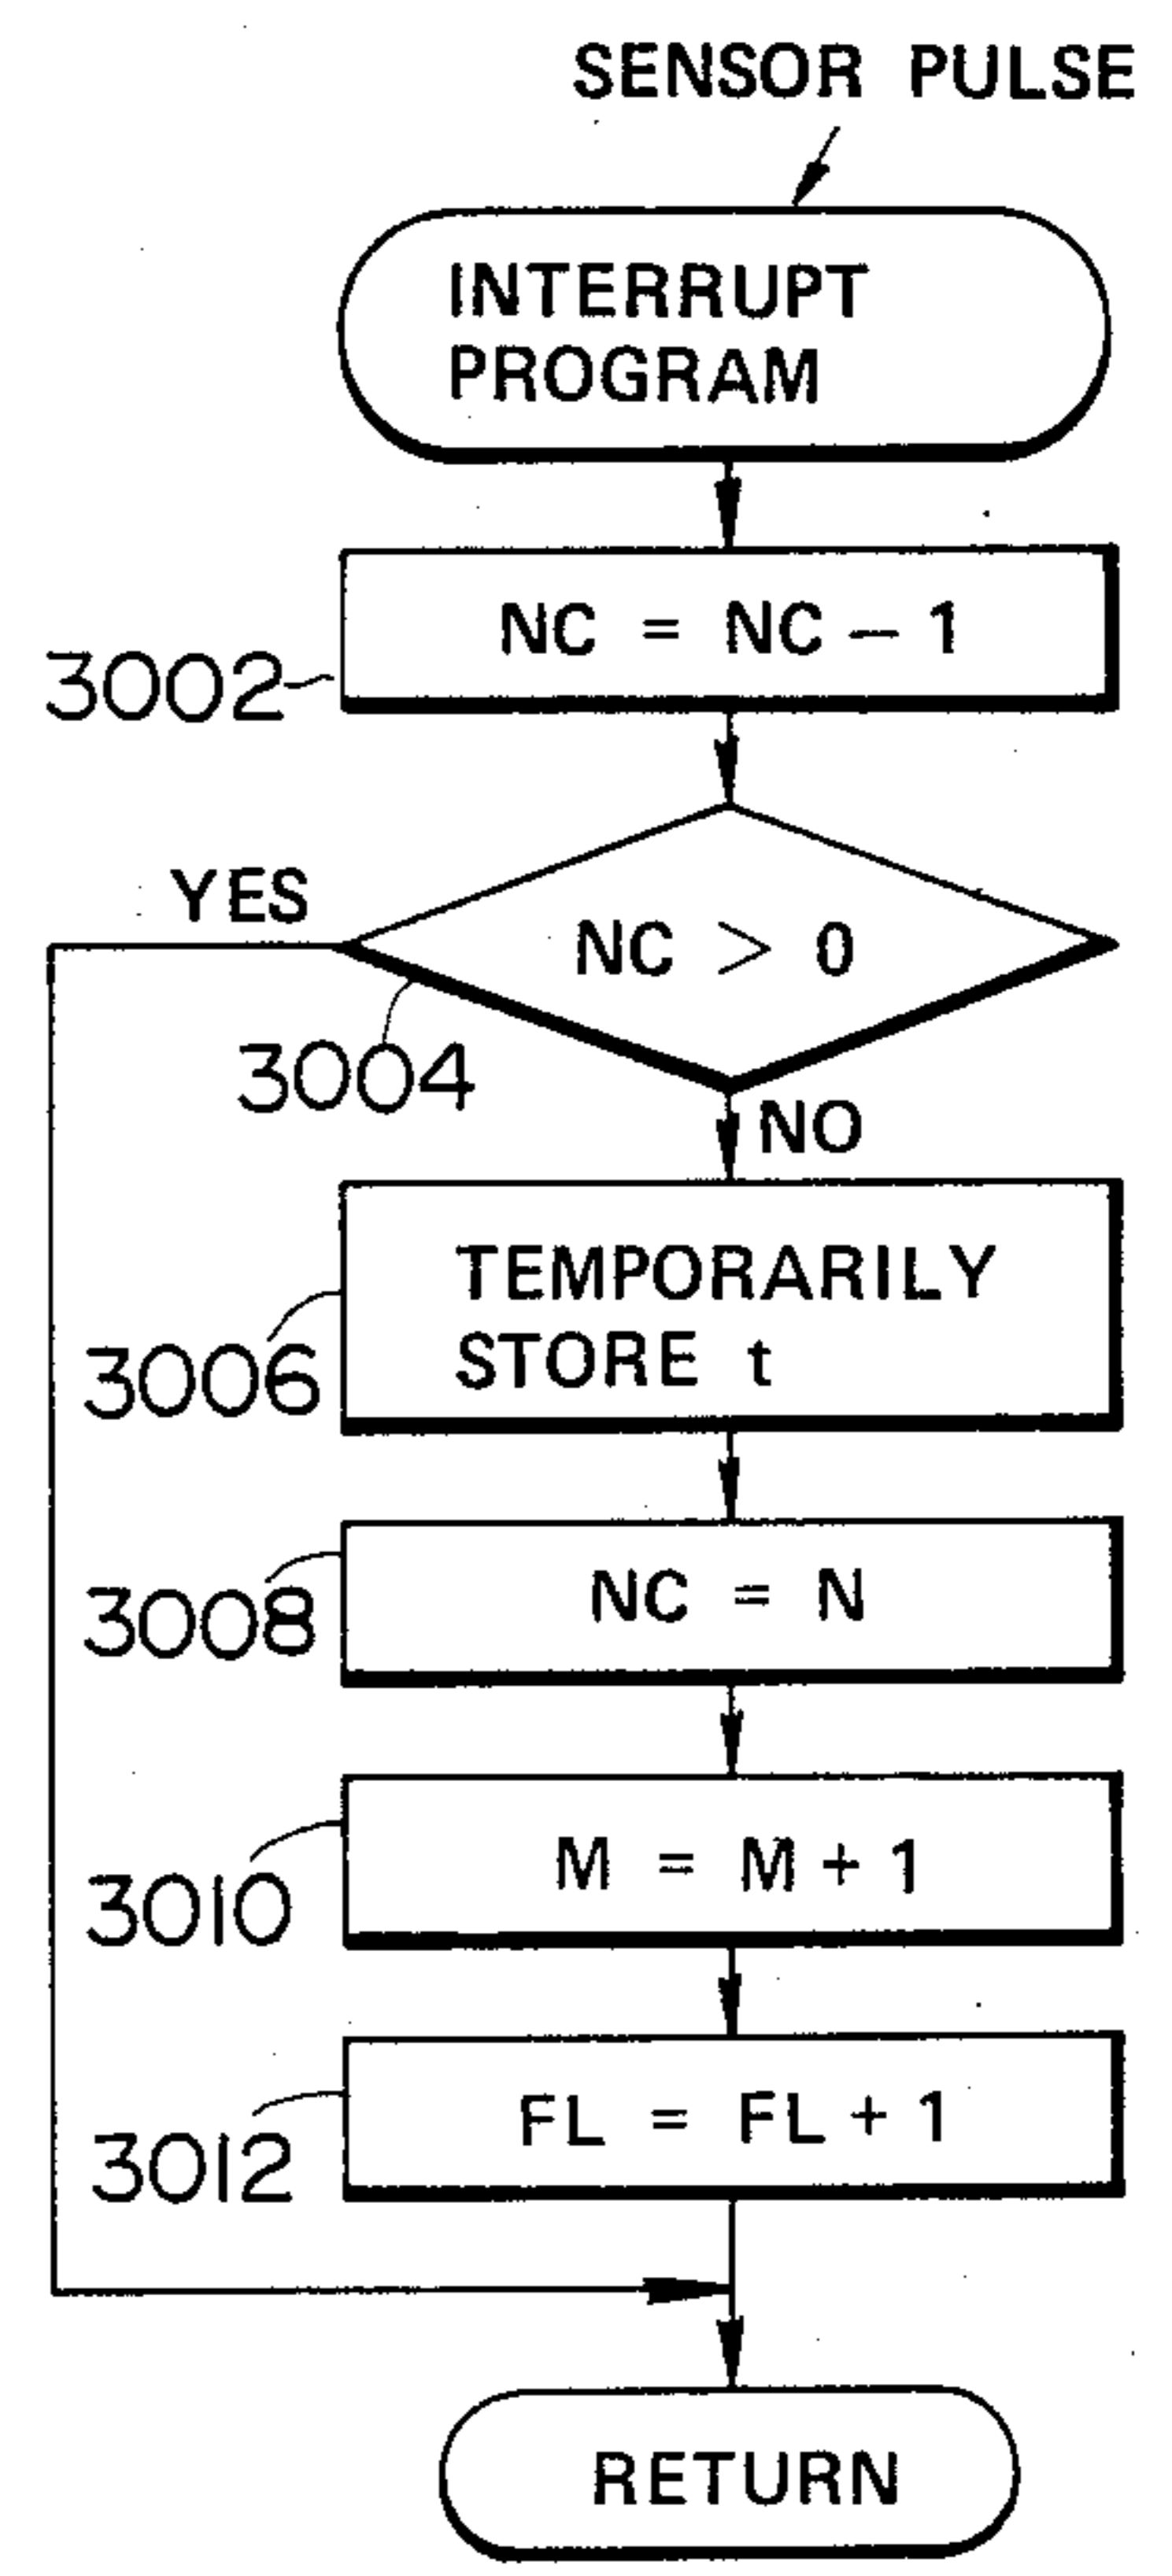 SENSOR PULSE
INTERRUPT
PROGRAM
NC = NC - 1
3002
YES
NC > 0
3004
NO
TEMPORARILY
STORE t
3006
NC = N
3008
M = M + 1
3010
FL = FL + 1
3012
RETURN